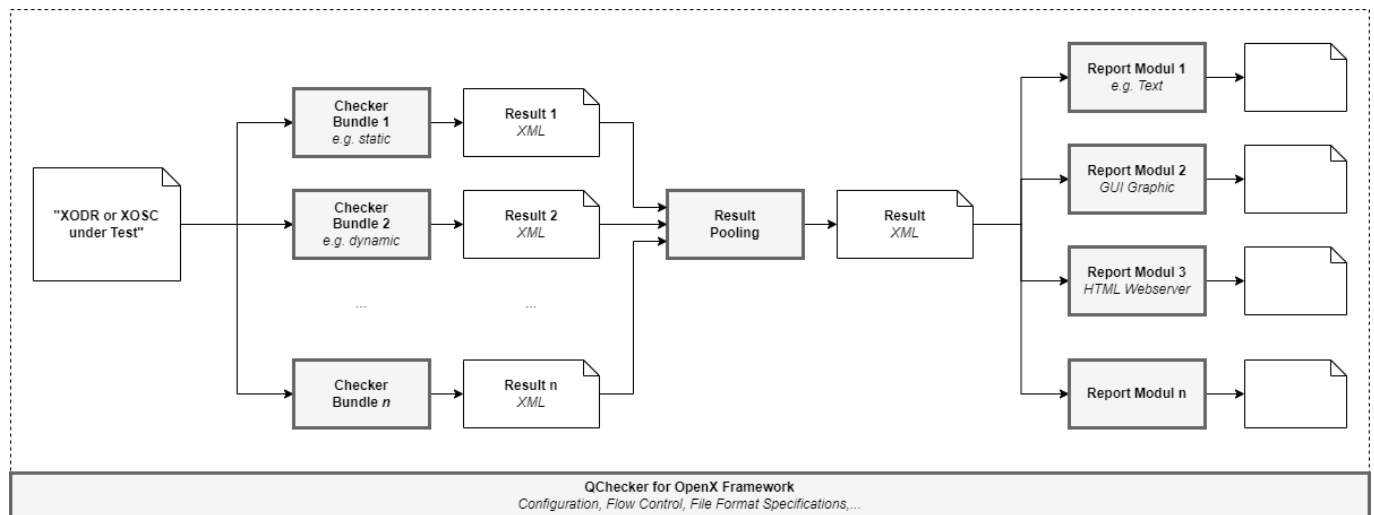 "XODR or XOSC
under Test"
Checker
Bundle 1
e.g. static
Result 1
XML
Checker
Bundle 2
e.g. dynamic
Result 2
XML
...
...
Checker
Bundle n
Result n
XML
Result
Pooling
Result
XML
Report Modul 1
e.g. Text
Report Modul 2
GUI Graphic
Report Modul 3
HTML Webserver
Report Modul n
QChecker for OpenX Framework
Configuration, Flow Control, File Format Specifications,...